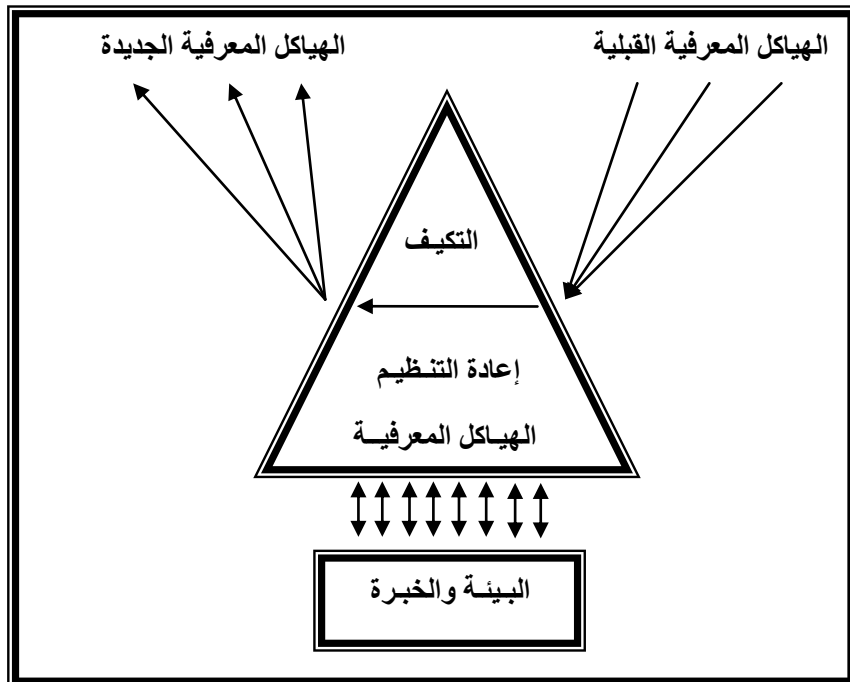 الهياكل المعرفية القبلية
الهياكل المعرفية الجديدة
التكيف
إعادة التنظيم
الهياكل المعرفية
البيئة والخبرة